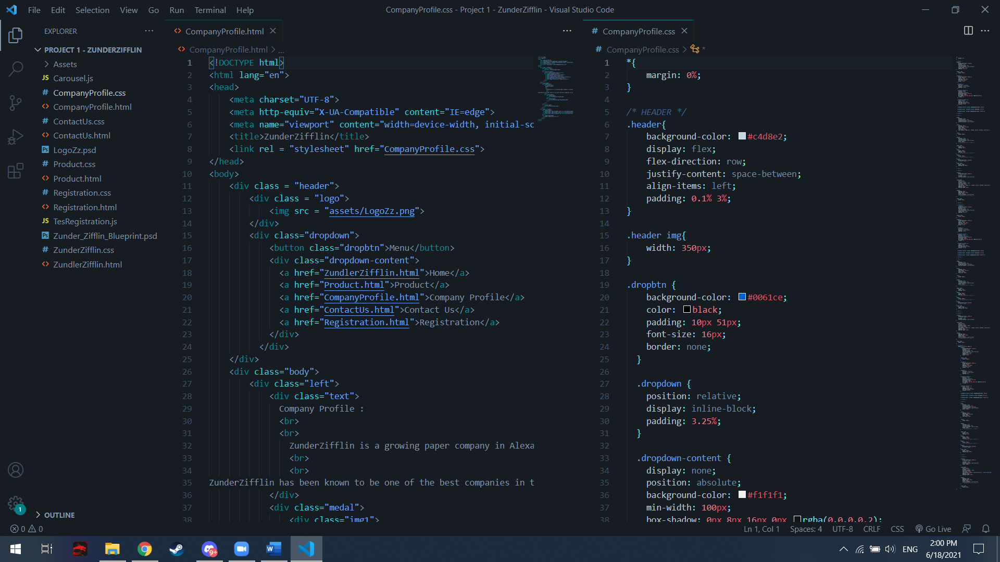 File Edit Selection View Go Run Terminal Help
CompanyProfile.css - Project 1 - ZunderZifflin - Visual Studio Code
EXPLORER
PROJECT 1 - ZUNDERZIFFLIN
Assets
JS Carousel.js
# CompanyProfile.css
<> CompanyProfile.html
# ContactUs.css
<> ContactUs.html
Ps LogoZz.psd
# Product.css
<> Product.html
# Registration.css
<> Registration.html
JS TesRegistration.js
Ps Zunder_Zifflin_Blueprint.psd
# ZunderZifflin.css
<> ZundlerZifflin.html
OUTLINE
1
<> CompanyProfile.html
<> CompanyProfile.html > ...
1 <!DOCTYPE html>
2 <html lang="en">
3 <head>
4 <meta charset="UTF-8">
5 <meta http-equiv="X-UA-Compatible" content="IE=edge">
6 <meta name="viewport" content="width=device-width, initial-sc
7 <title>ZunderZifflin</title>
8 <link rel = "stylesheet" href="CompanyProfile.css">
9 </head>
10 <body>
11 <div class = "header">
12 <div class = "logo">
13 <img src = "assets/LogoZz.png">
14 </div>
15 <div class="dropdown">
16 <button class="dropbtn">Menu</button>
17 <div class="dropdown-content">
18 <a href="ZundlerZifflin.html">Home</a>
19 <a href="Product.html">Product</a>
20 <a href="CompanyProfile.html">Company Profile</a>
21 <a href="ContactUs.html">Contact Us</a>
22 <a href="Registration.html">Registration</a>
23 </div>
24 </div>
25 </div>
26 <div class="body">
27 <div class="left">
28 <div class="text">
29 Company Profile :
30 <br>
31 <br>
32 ZunderZifflin is a growing paper company in Alexa
33 <br>
34 <br>
35 ZunderZifflin has been known to be one of the best companies in t
36 </div>
37 <div class="medal">
38 <div class="img1">
# CompanyProfile.css
# CompanyProfile.css > *
1 *{
2 margin: 0%;
3 }
4
5 /* HEADER */
6 .header{
7 background-color: #c4d8e2;
8 display: flex;
9 flex-direction: row;
10 justify-content: space-between;
11 align-items: left;
12 padding: 0.1% 3%;
13 }
14
15 .header img{
16 width: 350px;
17 }
18
19 .dropbtn {
20 background-color: #0061ce;
21 color: black;
22 padding: 10px 51px;
23 font-size: 16px;
24 border: none;
25 }
26
27 .dropdown {
28 position: relative;
29 display: inline-block;
30 padding: 3.25%;
31 }
32
33 .dropdown-content {
34 display: none;
35 position: absolute;
36 background-color: #f1f1f1;
37 min-width: 100px;
38 box-shadow: 0px 8px 16px 0px rgba(0,0,0,0.2);
0 0
Ln 1, Col 1 Spaces: 4 UTF-8 CRLF CSS Go Live
9+
W
ENG
2:00 PM
6/18/2021